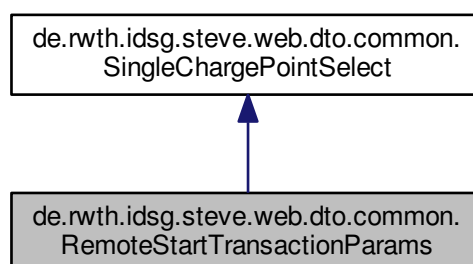 de.rwth.idsg.steve.web.dto.common.
SingleChargePointSelect
de.rwth.idsg.steve.web.dto.common.
RemoteStartTransactionParams